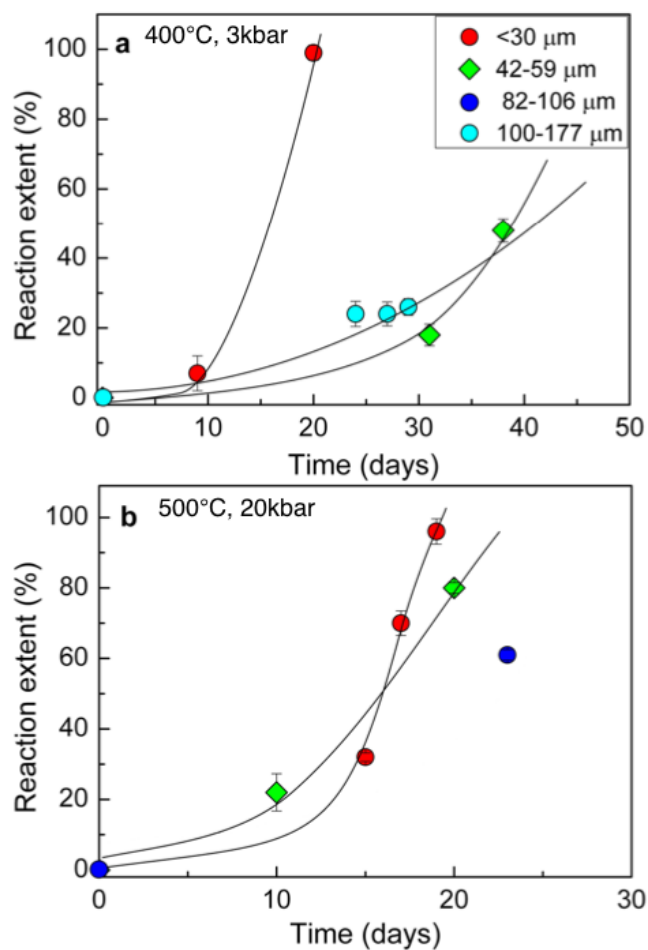 a 400°C, 3kbar
<30 μm
42-59 μm
82-106 μm
100-177 μm
Reaction extent (%)
100
80
60
40
20
0
0 10 20 30 40 50
Time (days)
b 500°C, 20kbar
Reaction extent (%)
100
80
60
40
20
0
0 10 20 30
Time (days)